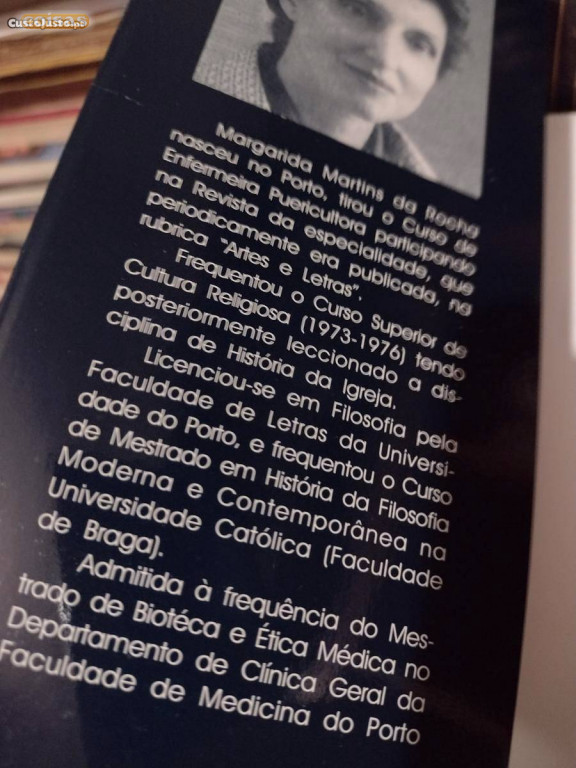 CustoJusto.pt
coisas
Margarida Martins da Rocha
nasceu no Porto, tirou o Curso de
Enfermeira Puericultora participando
na Revista da especialidade, que
periodicamente era publicada, na
rubrica "Artes e Letras".
Frequentou o Curso Superior de
Cultura Religiosa (1973-1976) tendo
posteriormente leccionado a dis-
ciplina de História da Igreja.
Licenciou-se em Filosofia pela
Faculdade de Letras da Universi-
dade do Porto, e frequentou o Curso
de Mestrado em História da Filosofia
Moderna e Contemporânea na
Universidade Católica (Faculdade
de Braga).
Admitida à frequência do Mes-
trado de Biotéca e Ética Médica no
Departamento de Clínica Geral da
Faculdade de Medicina do Porto